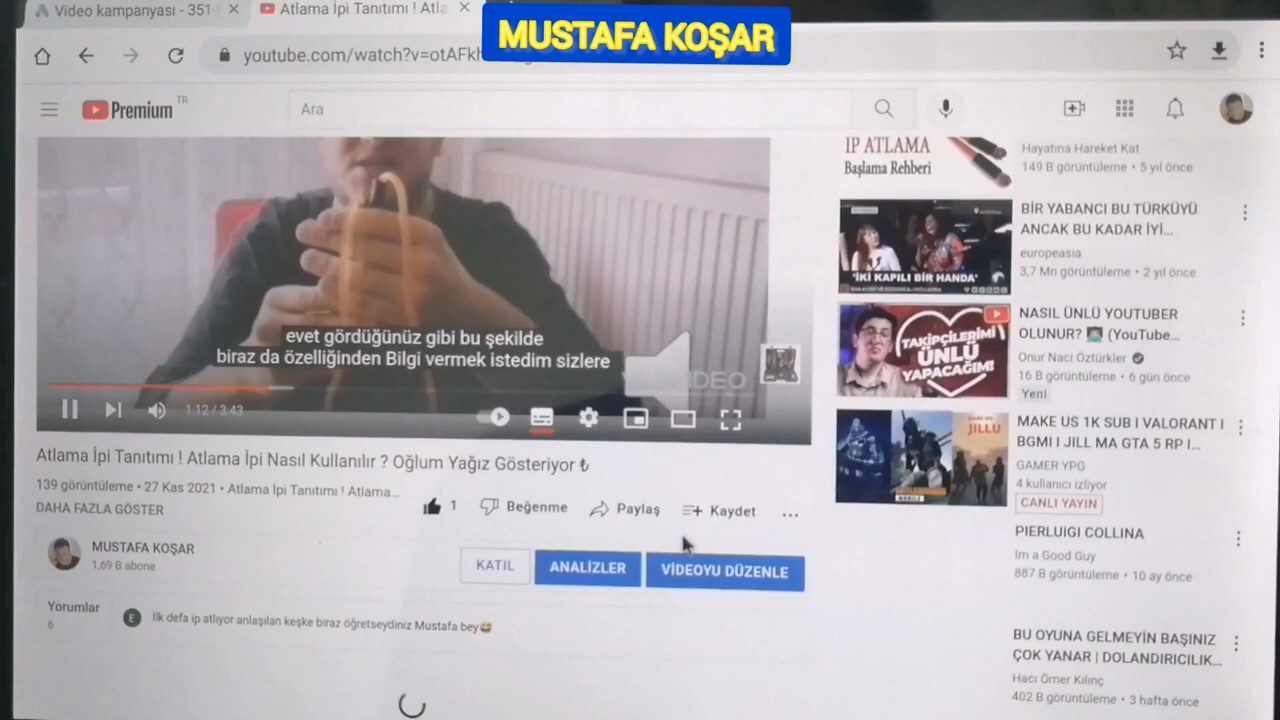 Video kampanyası - 351-
Atlama İpi Tanıtımı ! Atla
MUSTAFA KOŞAR
youtube.com/watch?v=otAFk
Premium TR
Ara
evet gördüğünüz gibi bu şekilde
biraz da özelliğinden Bilgi vermek istedim sizlere
VIDEO
1:12 / 3:43
Atlama İpi Tanıtımı ! Atlama İpi Nasıl Kullanılır ? Oğlum Yağız Gösteriyor ₺
139 görüntüleme • 27 Kas 2021 • Atlama İpi Tanıtımı ! Atlama...
DAHA FAZLA GÖSTER
1 Beğenme Paylaş Kaydet ...
MUSTAFA KOŞAR
1,69 B abone
KATIL
ANALİZLER
VİDEOYU DÜZENLE
Yorumlar
6
E
İlk defa ip atlıyor anlaşılan keşke biraz öğretseydiniz Mustafa bey😅
IP ATLAMA
Başlama Rehberi
Hayatına Hareket Kat
149 B görüntüleme • 5 yıl önce
'İKİ KAPILI BİR HANDA'
BİR YABANCI BU TÜRKÜYÜ
ANCAK BU KADAR İYİ...
europeasia
3,7 Mn görüntüleme • 2 yıl önce
TAKİPÇİLERİMİ
ÜNLÜ
YAPACAĞIM!
NASIL ÜNLÜ YOUTUBER
OLUNUR? 👨🏻‍💻 (YouTube...
Onur Naci Öztürkler
16 B görüntüleme • 6 gün önce
Yeni
JILLU
MAKE US 1K SUB I VALORANT I
BGMI I JILL MA GTA 5 RP I...
GAMER YPG
4 kullanıcı izliyor
CANLI YAYIN
PIERLUIGI COLLINA
Im a Good Guy
887 B görüntüleme • 10 ay önce
BU OYUNA GELMEYİN BAŞINIZ
ÇOK YANAR | DOLANDIRICILIK...
Hacı Ömer Kılınç
402 B görüntüleme • 3 hafta önce